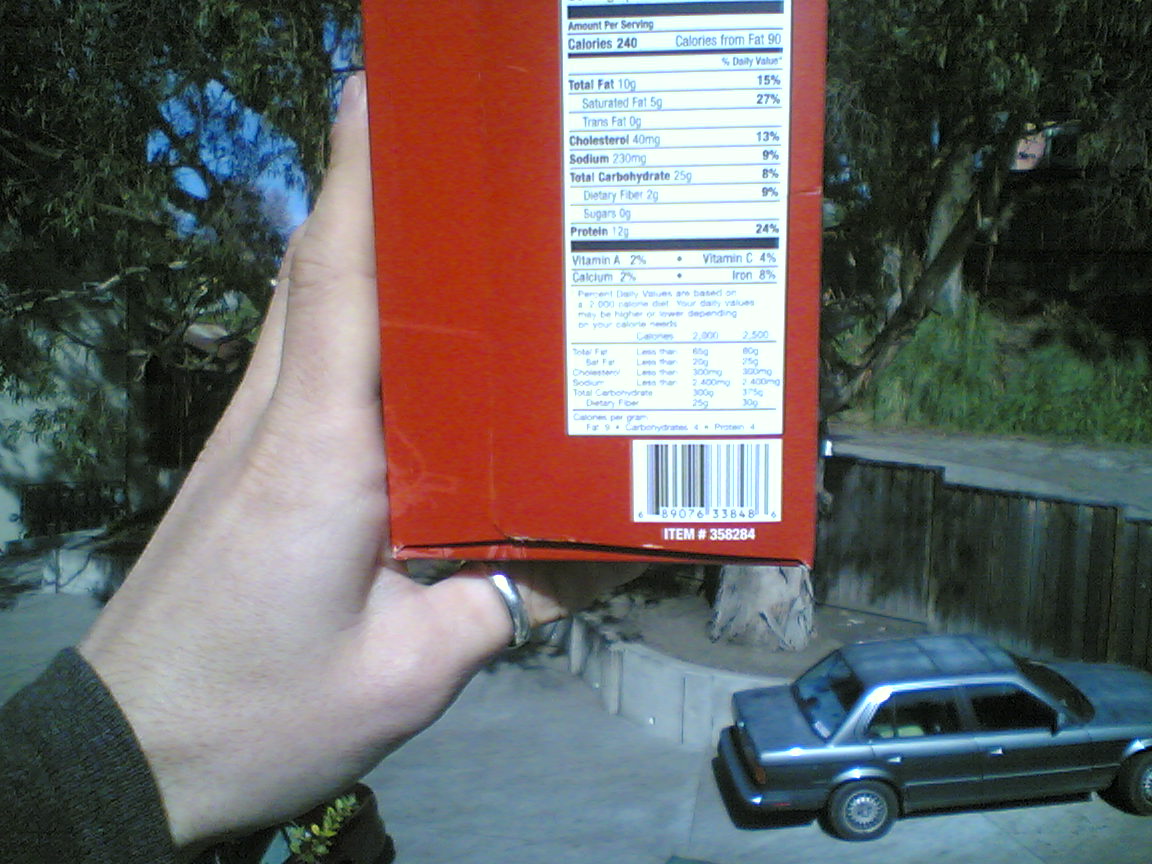 Amount Per Serving
Calories 240 Calories from Fat 90
% Daily Value*
Total Fat 10g 15%
Saturated Fat 5g 27%
Trans Fat 0g
Cholesterol 40mg 13%
Sodium 230mg 9%
Total Carbohydrate 25g 8%
Dietary Fiber 2g 9%
Sugars 0g
Protein 12g 24%
Vitamin A 2% • Vitamin C 4%
Calcium 2% • Iron 8%
Percent Daily Values are based on
a 2,000 calorie diet. Your daily values
may be higher or lower depending
on your calorie needs
Calories 2,000 2,500
Total Fat Less than 65g 80g
Sat Fat Less than 20g 25g
Cholesterol Less than 300mg 300mg
Sodium Less than 2,400mg 2,400mg
Total Carbohydrate 300g 375g
Dietary Fiber 25g 30g
Calories per gram
Fat 9 • Carbohydrates 4 • Protein 4
6 89076 33848 6
ITEM # 358284